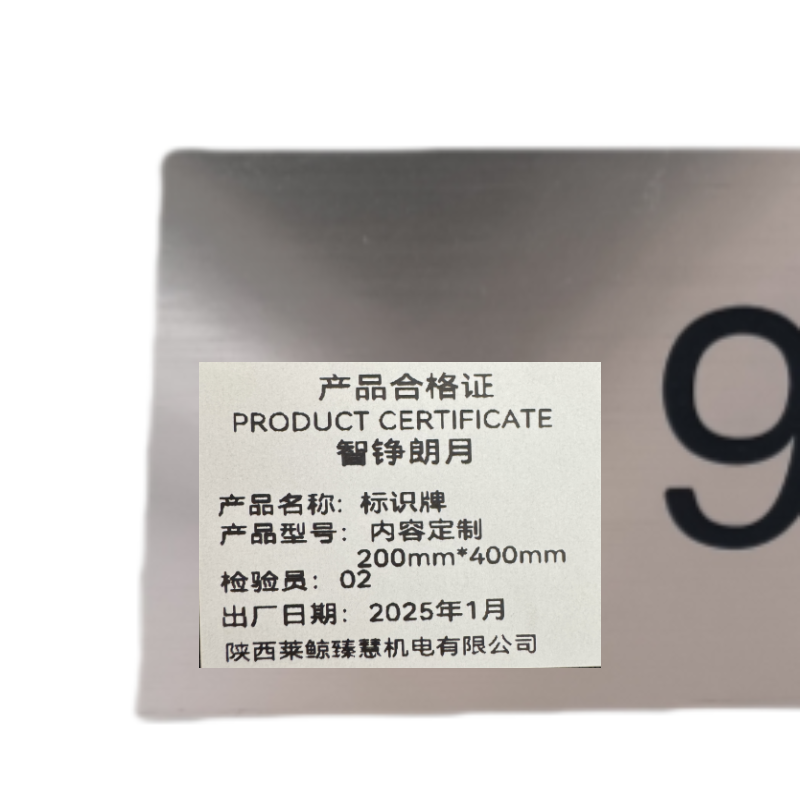 产品合格证
PRODUCT CERTIFICATE
智铮朗月
产品名称：标识牌
产品型号：内容定制
200mm*400mm
检验员：02
出厂日期：2025年1月
陕西莱鲸臻慧机电有限公司
9